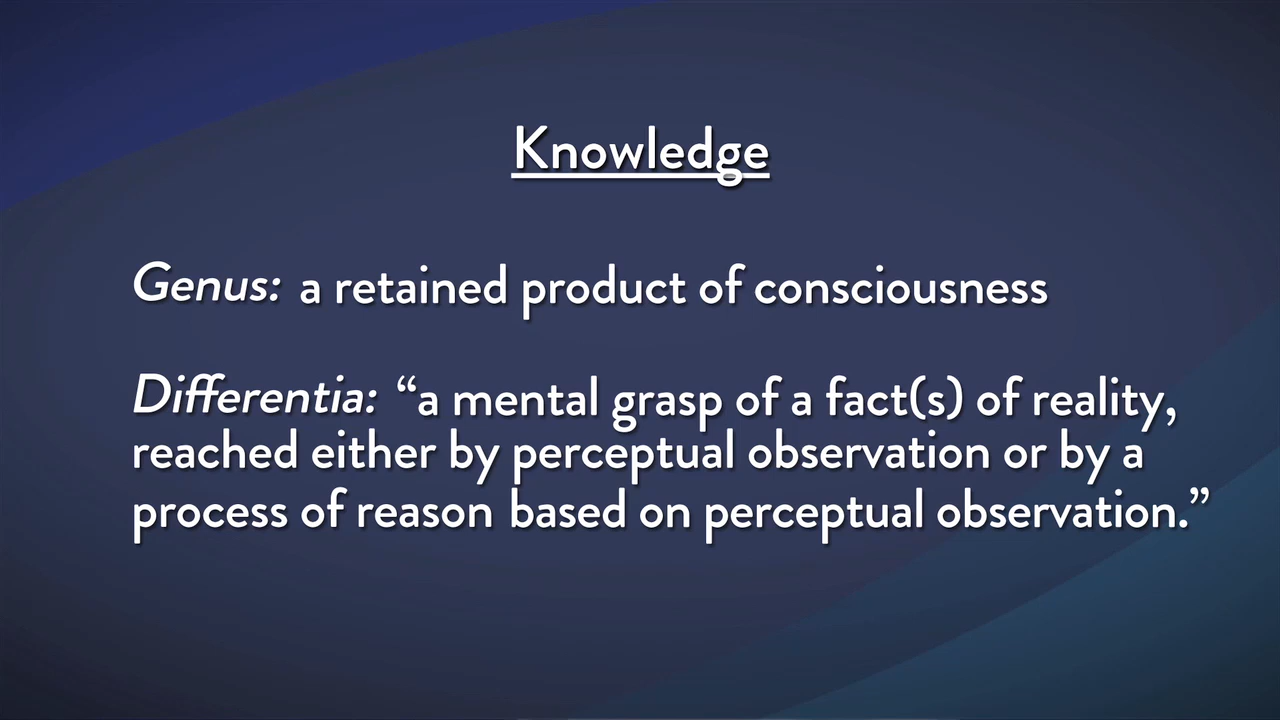 Knowledge
Genus: a retained product of consciousness
Differentia: “a mental grasp of a fact(s) of reality,
reached either by perceptual observation or by a
process of reason based on perceptual observation.”